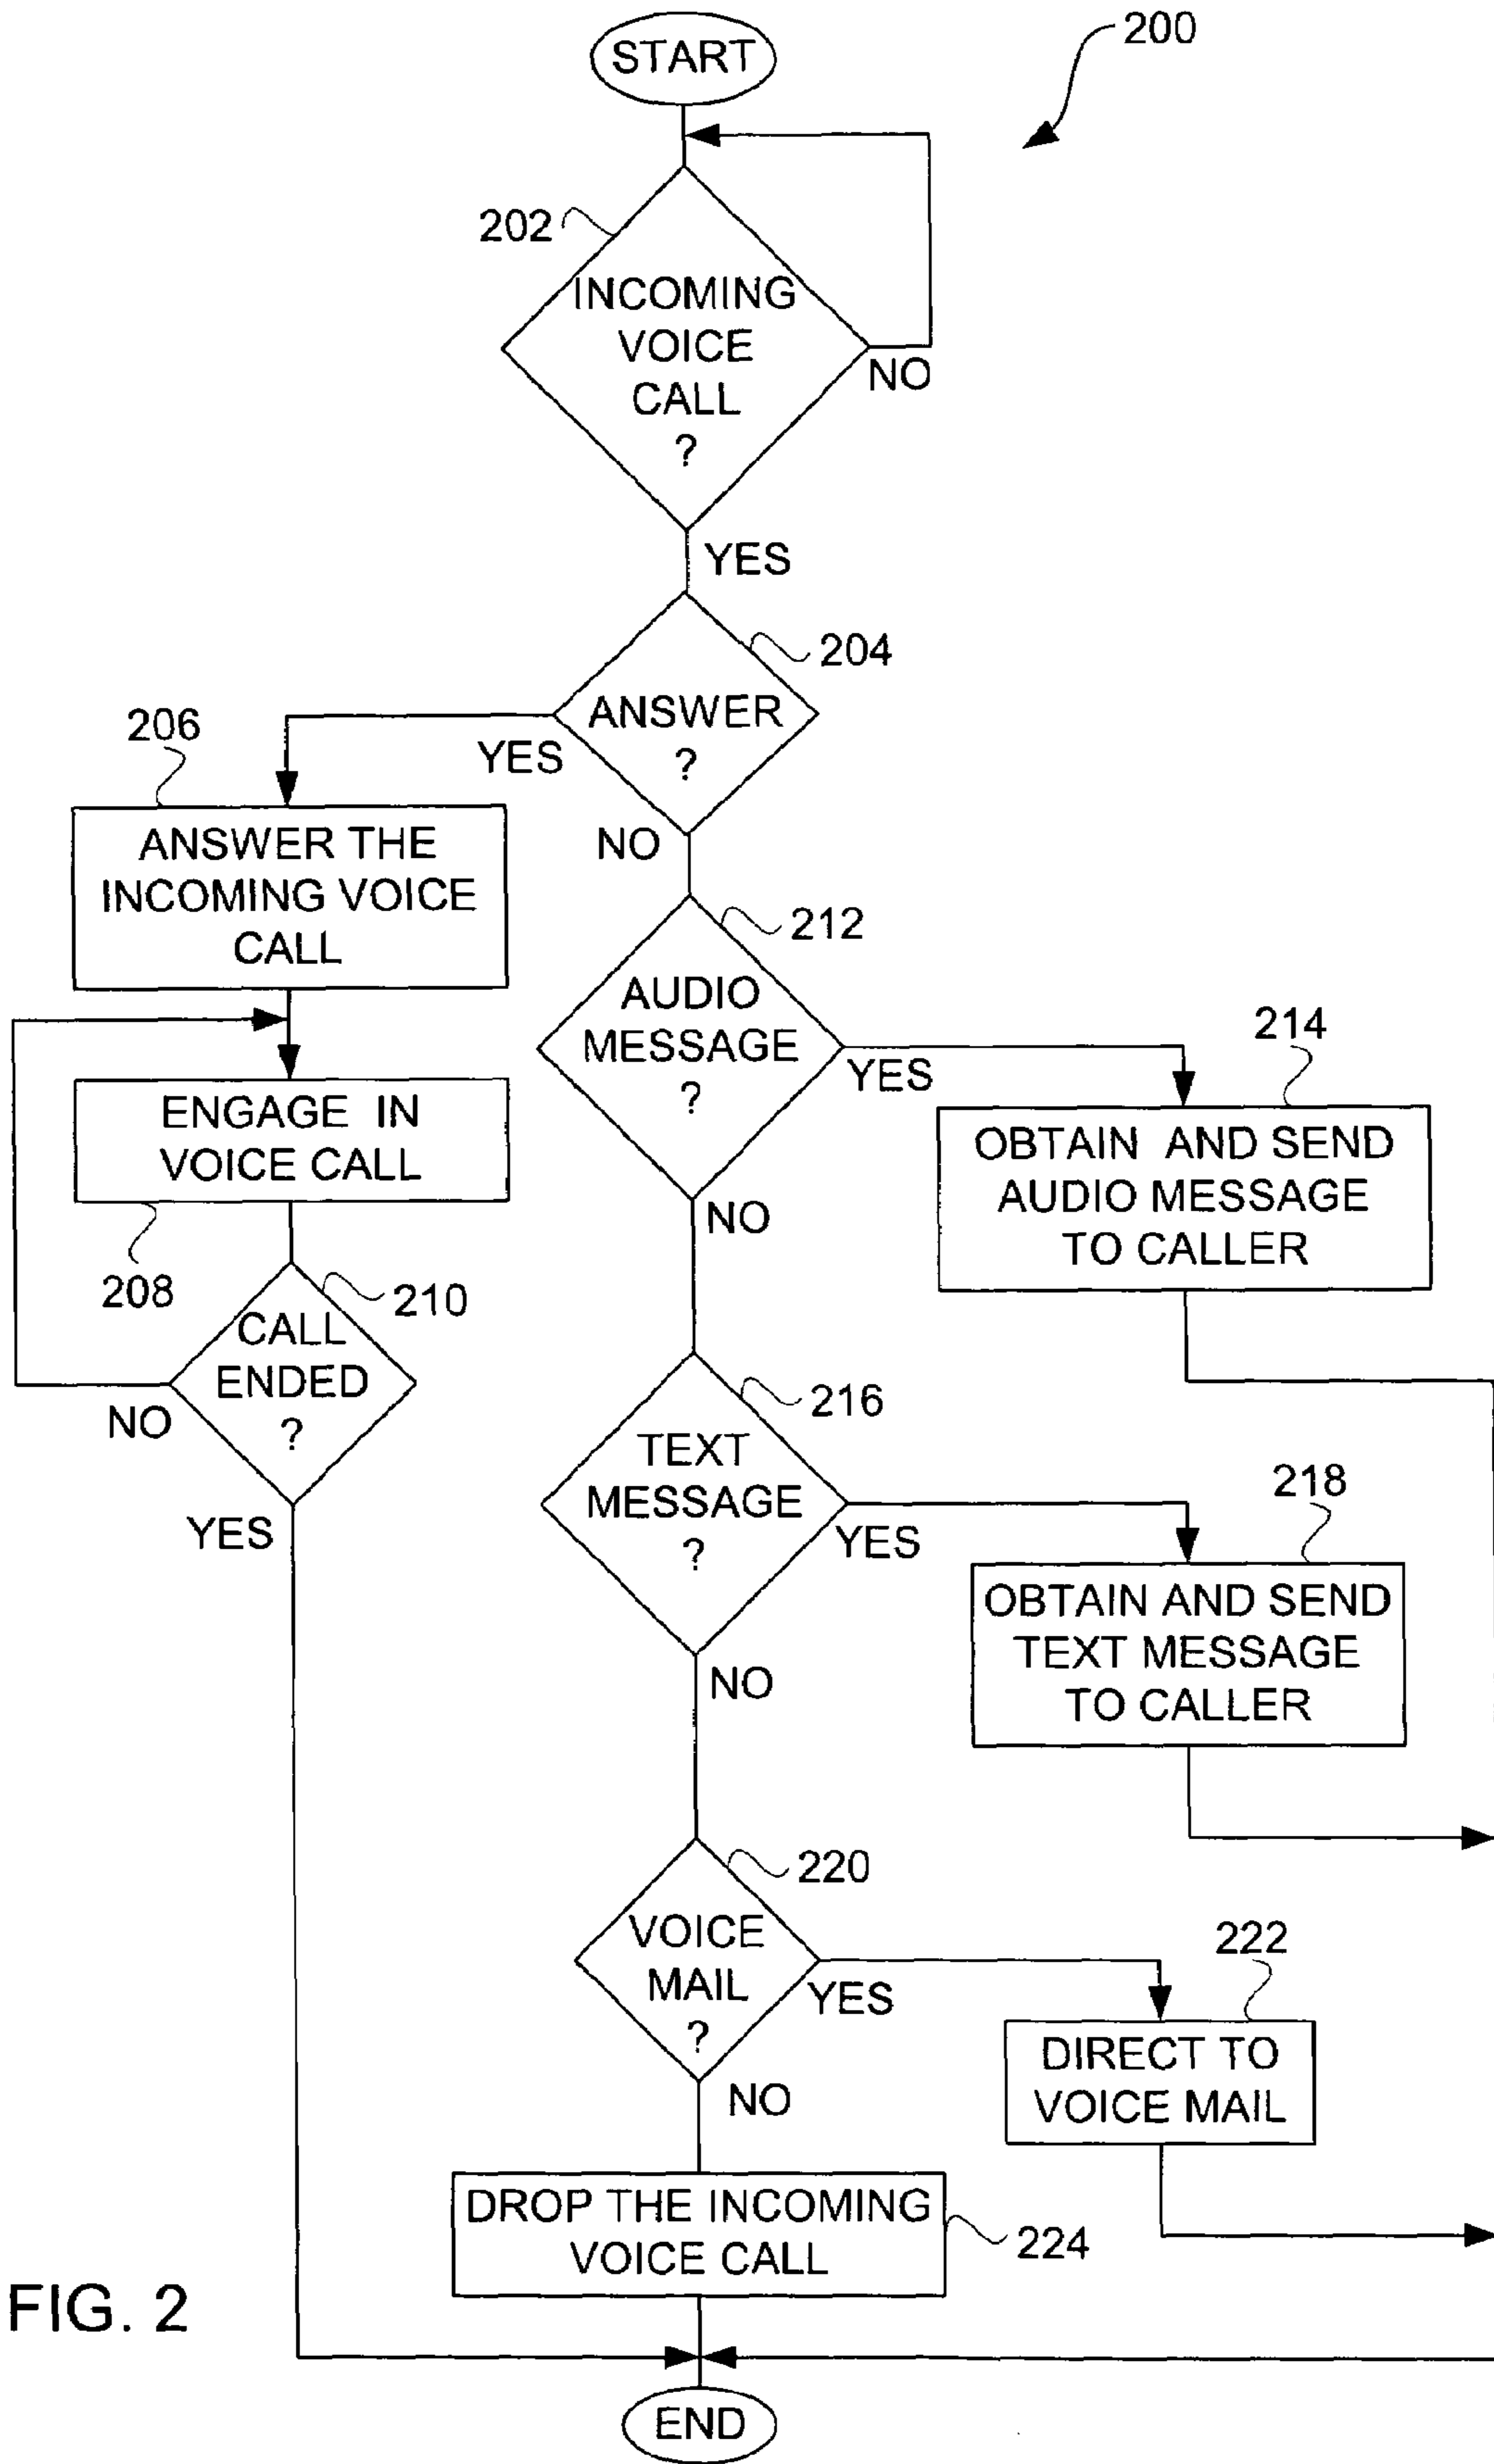 200
START
202
INCOMING
VOICE
CALL
?
NO
YES
204
ANSWER
?
YES
NO
206
ANSWER THE
INCOMING VOICE
CALL
212
AUDIO
MESSAGE
?
YES
NO
214
OBTAIN AND SEND
AUDIO MESSAGE
TO CALLER
ENGAGE IN
VOICE CALL
208
210
CALL
ENDED
?
NO
YES
216
TEXT
MESSAGE
?
YES
NO
218
OBTAIN AND SEND
TEXT MESSAGE
TO CALLER
220
VOICE
MAIL
?
YES
NO
222
DIRECT TO
VOICE MAIL
DROP THE INCOMING
VOICE CALL
224
FIG. 2
END